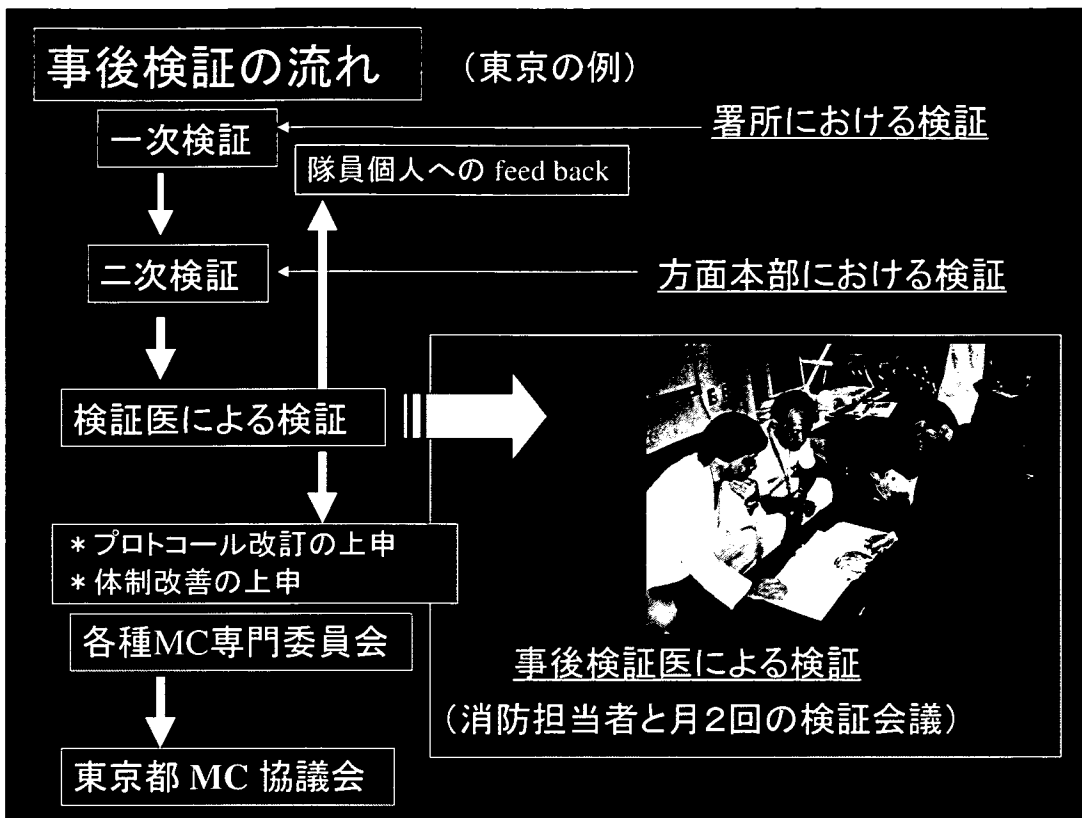 事後検証の流れ (東京の例)
一次検証
署所における検証
隊員個人への feed back
二次検証
方面本部における検証
検証医による検証
＊プロトコール改訂の上申
＊体制改善の上申
各種MC専門委員会
東京都 MC 協議会
事後検証医による検証
(消防担当者と月２回の検証会議)